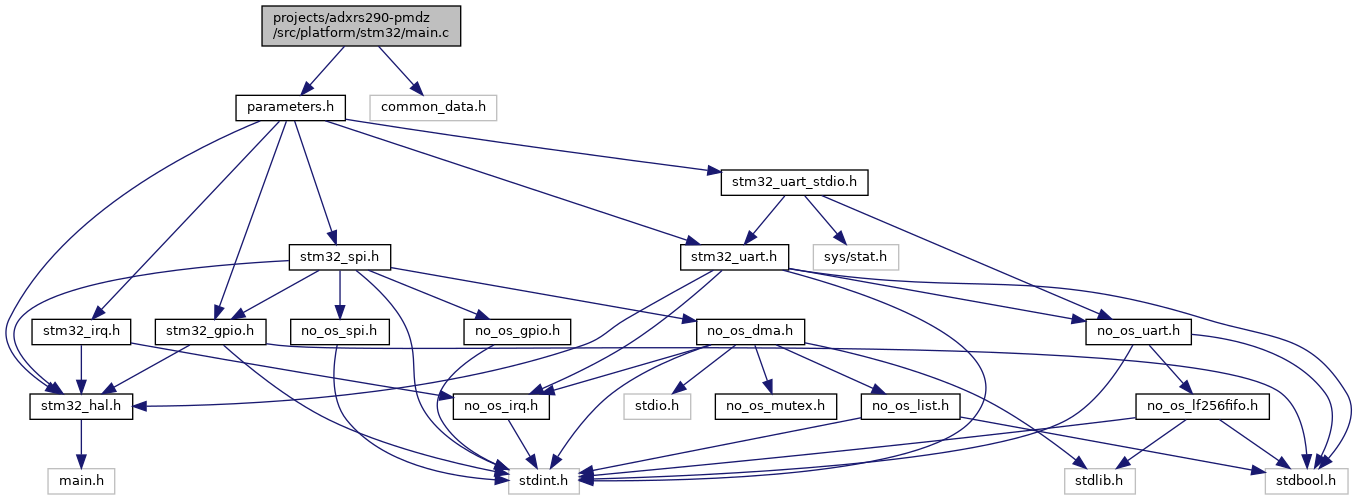 projects/adxrs290-pmdz
/src/platform/stm32/main.c
parameters.h
common_data.h
stm32_uart_stdio.h
stm32_spi.h
stm32_uart.h
sys/stat.h
stm32_irq.h
stm32_gpio.h
no_os_spi.h
no_os_gpio.h
no_os_dma.h
no_os_uart.h
stm32_hal.h
no_os_irq.h
stdio.h
no_os_mutex.h
no_os_list.h
no_os_lf256fifo.h
main.h
stdint.h
stdlib.h
stdbool.h